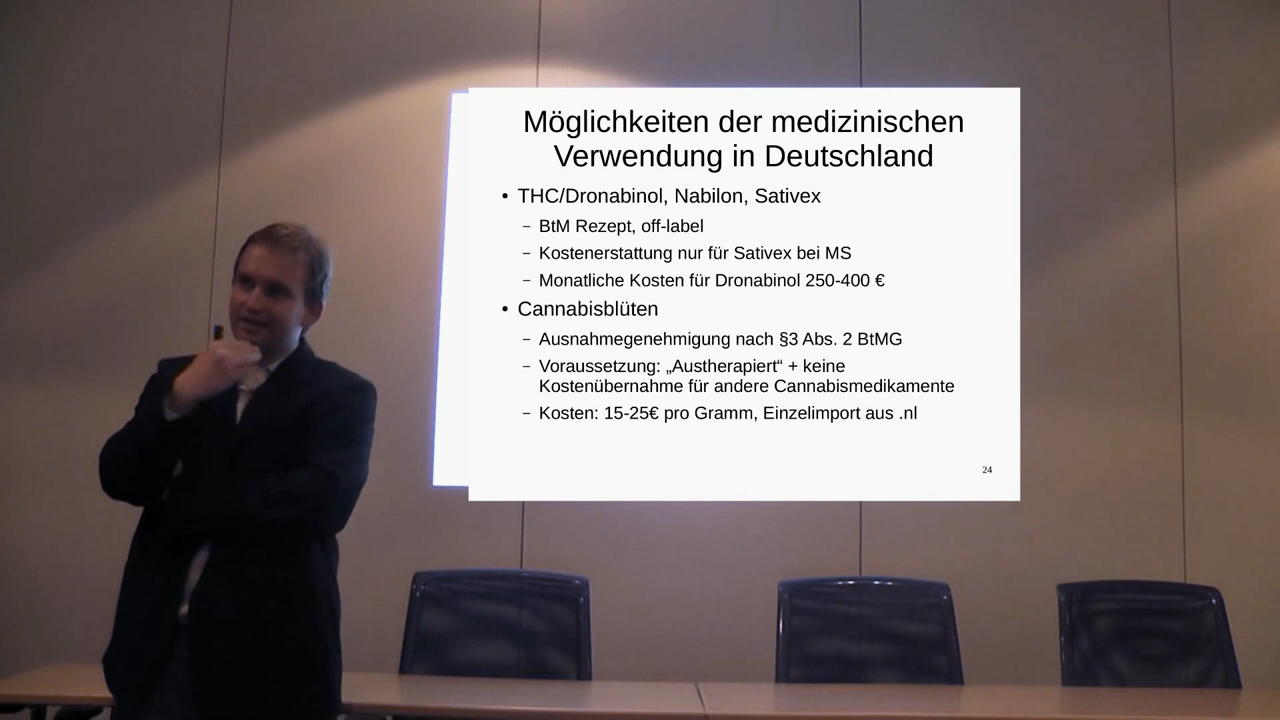 Möglichkeiten der medizinischen
Verwendung in Deutschland
• THC/Dronabinol, Nabilon, Sativex
– BtM Rezept, off-label
– Kostenerstattung nur für Sativex bei MS
– Monatliche Kosten für Dronabinol 250-400 €
• Cannabisblüten
– Ausnahmegenehmigung nach §3 Abs. 2 BtMG
– Voraussetzung: „Austherapiert“ + keine
Kostenübernahme für andere Cannabismedikamente
– Kosten: 15-25€ pro Gramm, Einzelimport aus .nl
24